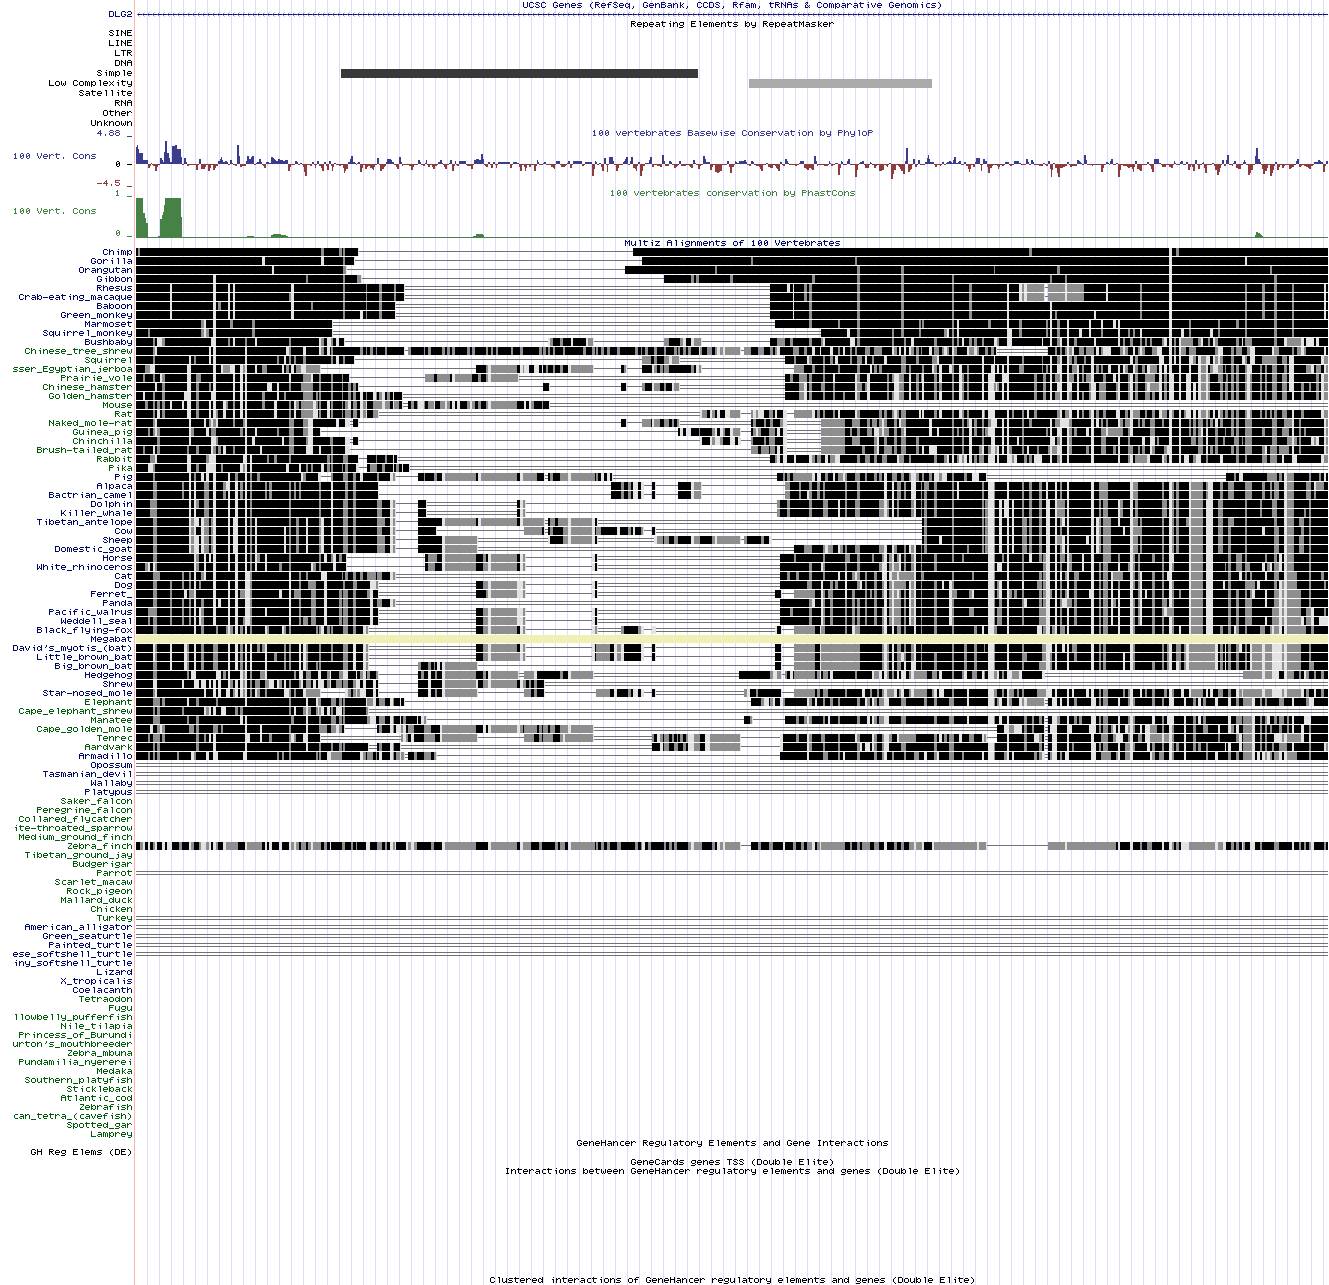 UCSC Genes (RefSeq, GenBank, CCDS, Rfam, tRNAs & Comparative Genomics)
DLG2
Repeating Elements by RepeatMasker
SINE
LINE
LTR
DNA
Simple
Low Complexity
Satellite
RNA
Other
Unknown
4.88 _
100 vertebrates Basewise Conservation by PhyloP
100 Vert. Cons
0 _
-4.5 _
100 vertebrates conservation by PhastCons
1 _
100 Vert. Cons
0 _
Multiz Alignments of 100 Vertebrates
Chimp
Gorilla
Orangutan
Gibbon
Rhesus
Crab-eating_macaque
Baboon
Green_monkey
Marmoset
Squirrel_monkey
Bushbaby
Chinese_tree_shrew
Squirrel
sser_Egyptian_jerboa
Prairie_vole
Chinese_hamster
Golden_hamster
Mouse
Rat
Naked_mole-rat
Guinea_pig
Chinchilla
Brush-tailed_rat
Rabbit
Pika
Pig
Alpaca
Bactrian_camel
Dolphin
Killer_whale
Tibetan_antelope
Cow
Sheep
Domestic_goat
Horse
White_rhinoceros
Cat
Dog
Ferret_
Panda
Pacific_walrus
Weddell_seal
Black_flying-fox
Megabat
David's_myotis_(bat)
Little_brown_bat
Big_brown_bat
Hedgehog
Shrew
Star-nosed_mole
Elephant
Cape_elephant_shrew
Manatee
Cape_golden_mole
Tenrec
Aardvark
Armadillo
Opossum
Tasmanian_devil
Wallaby
Platypus
Saker_falcon
Peregrine_falcon
Collared_flycatcher
ite-throated_sparrow
Medium_ground_finch
Zebra_finch
Tibetan_ground_jay
Budgerigar
Parrot
Scarlet_macaw
Rock_pigeon
Mallard_duck
Chicken
Turkey
American_alligator
Green_seaturtle
Painted_turtle
ese_softshell_turtle
iny_softshell_turtle
Lizard
X_tropicalis
Coelacanth
Tetraodon
Fugu
llowbelly_pufferfish
Nile_tilapia
Princess_of_Burundi
urton's_mouthbreeder
Zebra_mbuna
Pundamilia_nyererei
Medaka
Southern_platyfish
Stickleback
Atlantic_cod
Zebrafish
can_tetra_(cavefish)
Spotted_gar
Lamprey
GeneHancer Regulatory Elements and Gene Interactions
GH Reg Elems (DE)
GeneCards genes TSS (Double Elite)
Interactions between GeneHancer regulatory elements and genes (Double Elite)
Clustered interactions of GeneHancer regulatory elements and genes (Double Elite)